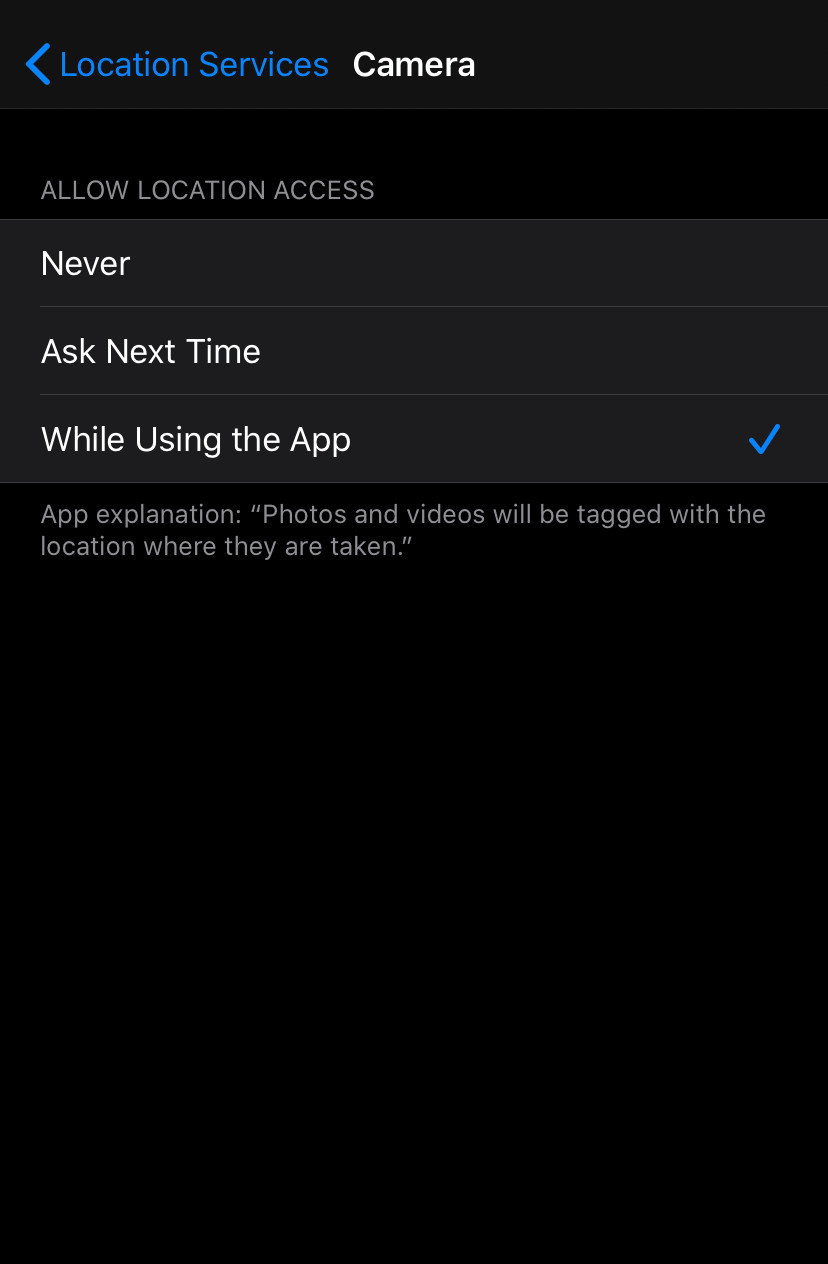 Location Services Camera
ALLOW LOCATION ACCESS
Never
Ask Next Time
While Using the App
App explanation: “Photos and videos will be tagged with the
location where they are taken.”